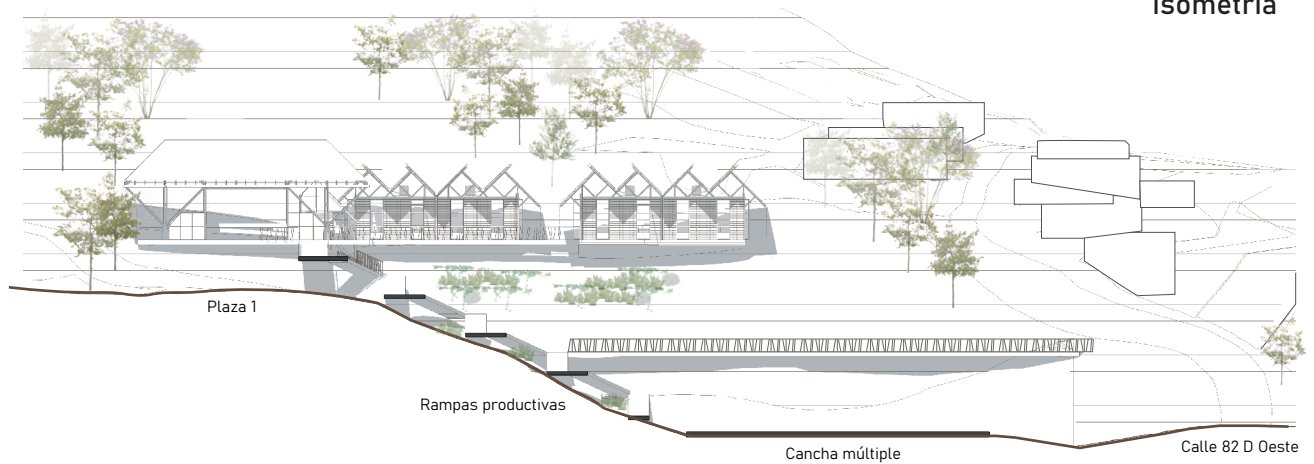 Isometría
Plaza 1
Rampas productivas
Cancha múltiple
Calle 82 D Oeste